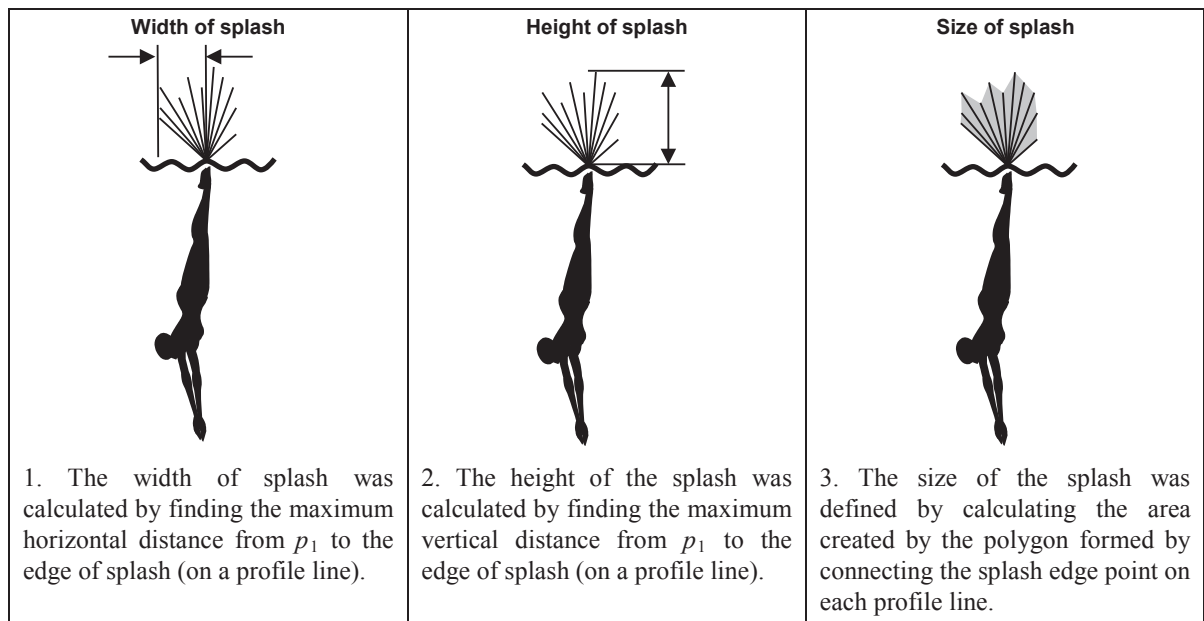 Width of splash
1. The width of splash was
calculated by finding the maximum
horizontal distance from p1 to the
edge of splash (on a profile line).
Height of splash
2. The height of the splash was
calculated by finding the maximum
vertical distance from p1 to the
edge of splash (on a profile line).
Size of splash
3. The size of the splash was
defined by calculating the area
created by the polygon formed by
connecting the splash edge point on
each profile line.